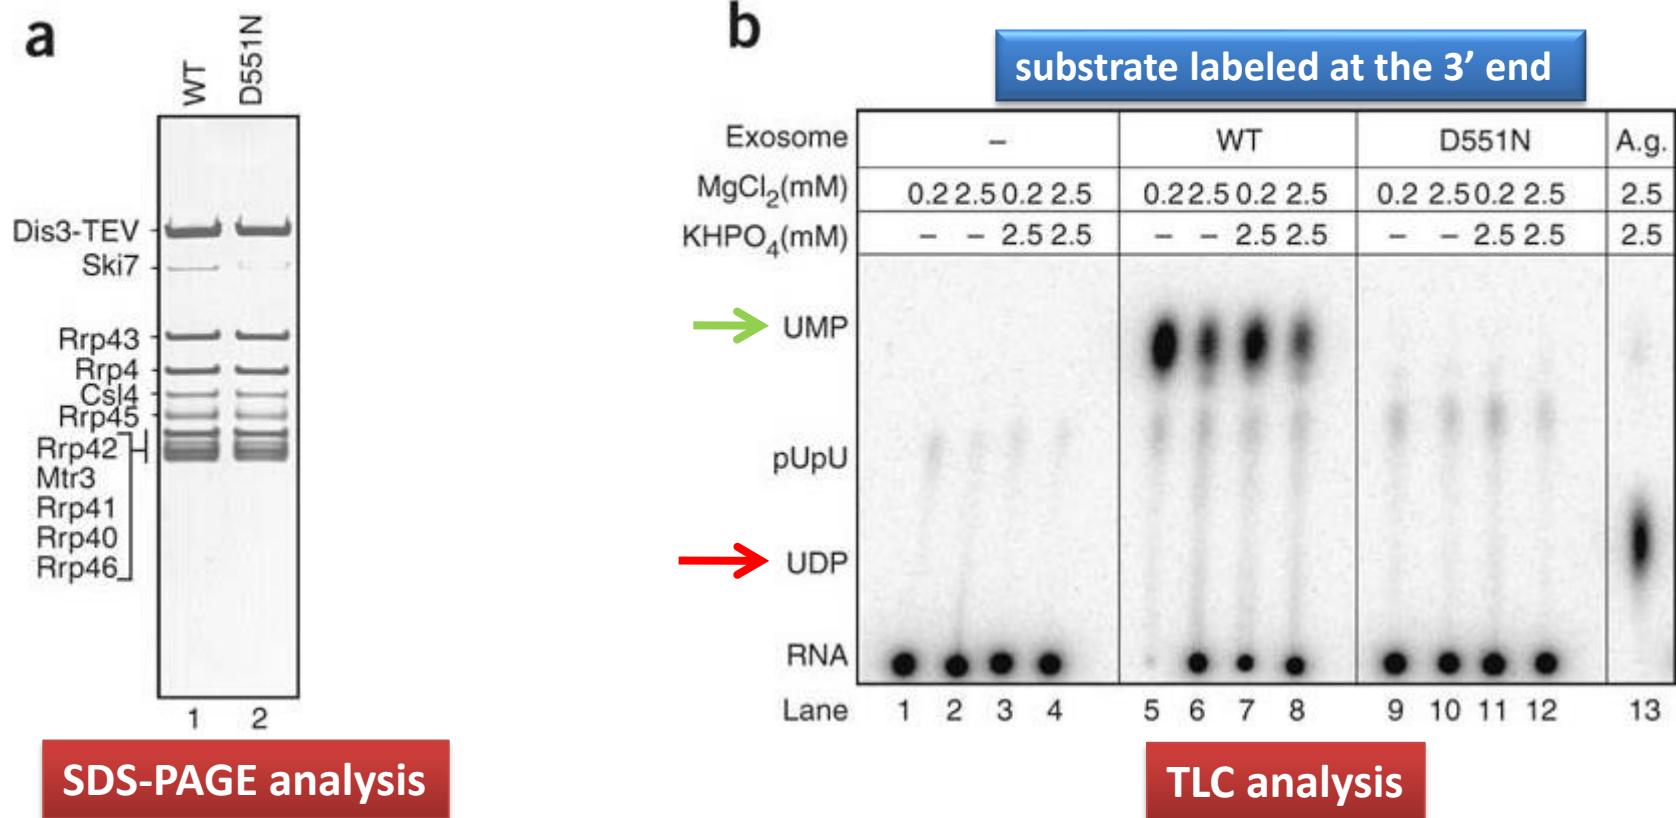 a
WT
D551N
Dis3-TEV
Ski7
Rrp43
Rrp4
Csl4
Rrp45
Rrp42
Mtr3
Rrp41
Rrp40
Rrp46
1 2
SDS-PAGE analysis
b
substrate labeled at the 3’ end
Exosome – WT D551N A.g.
MgCl2(mM) 0.2 2.5 0.2 2.5 0.2 2.5 0.2 2.5 0.2 2.5 0.2 2.5 2.5
KHPO4(mM) – – 2.5 2.5 – – 2.5 2.5 – – 2.5 2.5 2.5
UMP
pUpU
UDP
RNA
Lane 1 2 3 4 5 6 7 8 9 10 11 12 13
TLC analysis